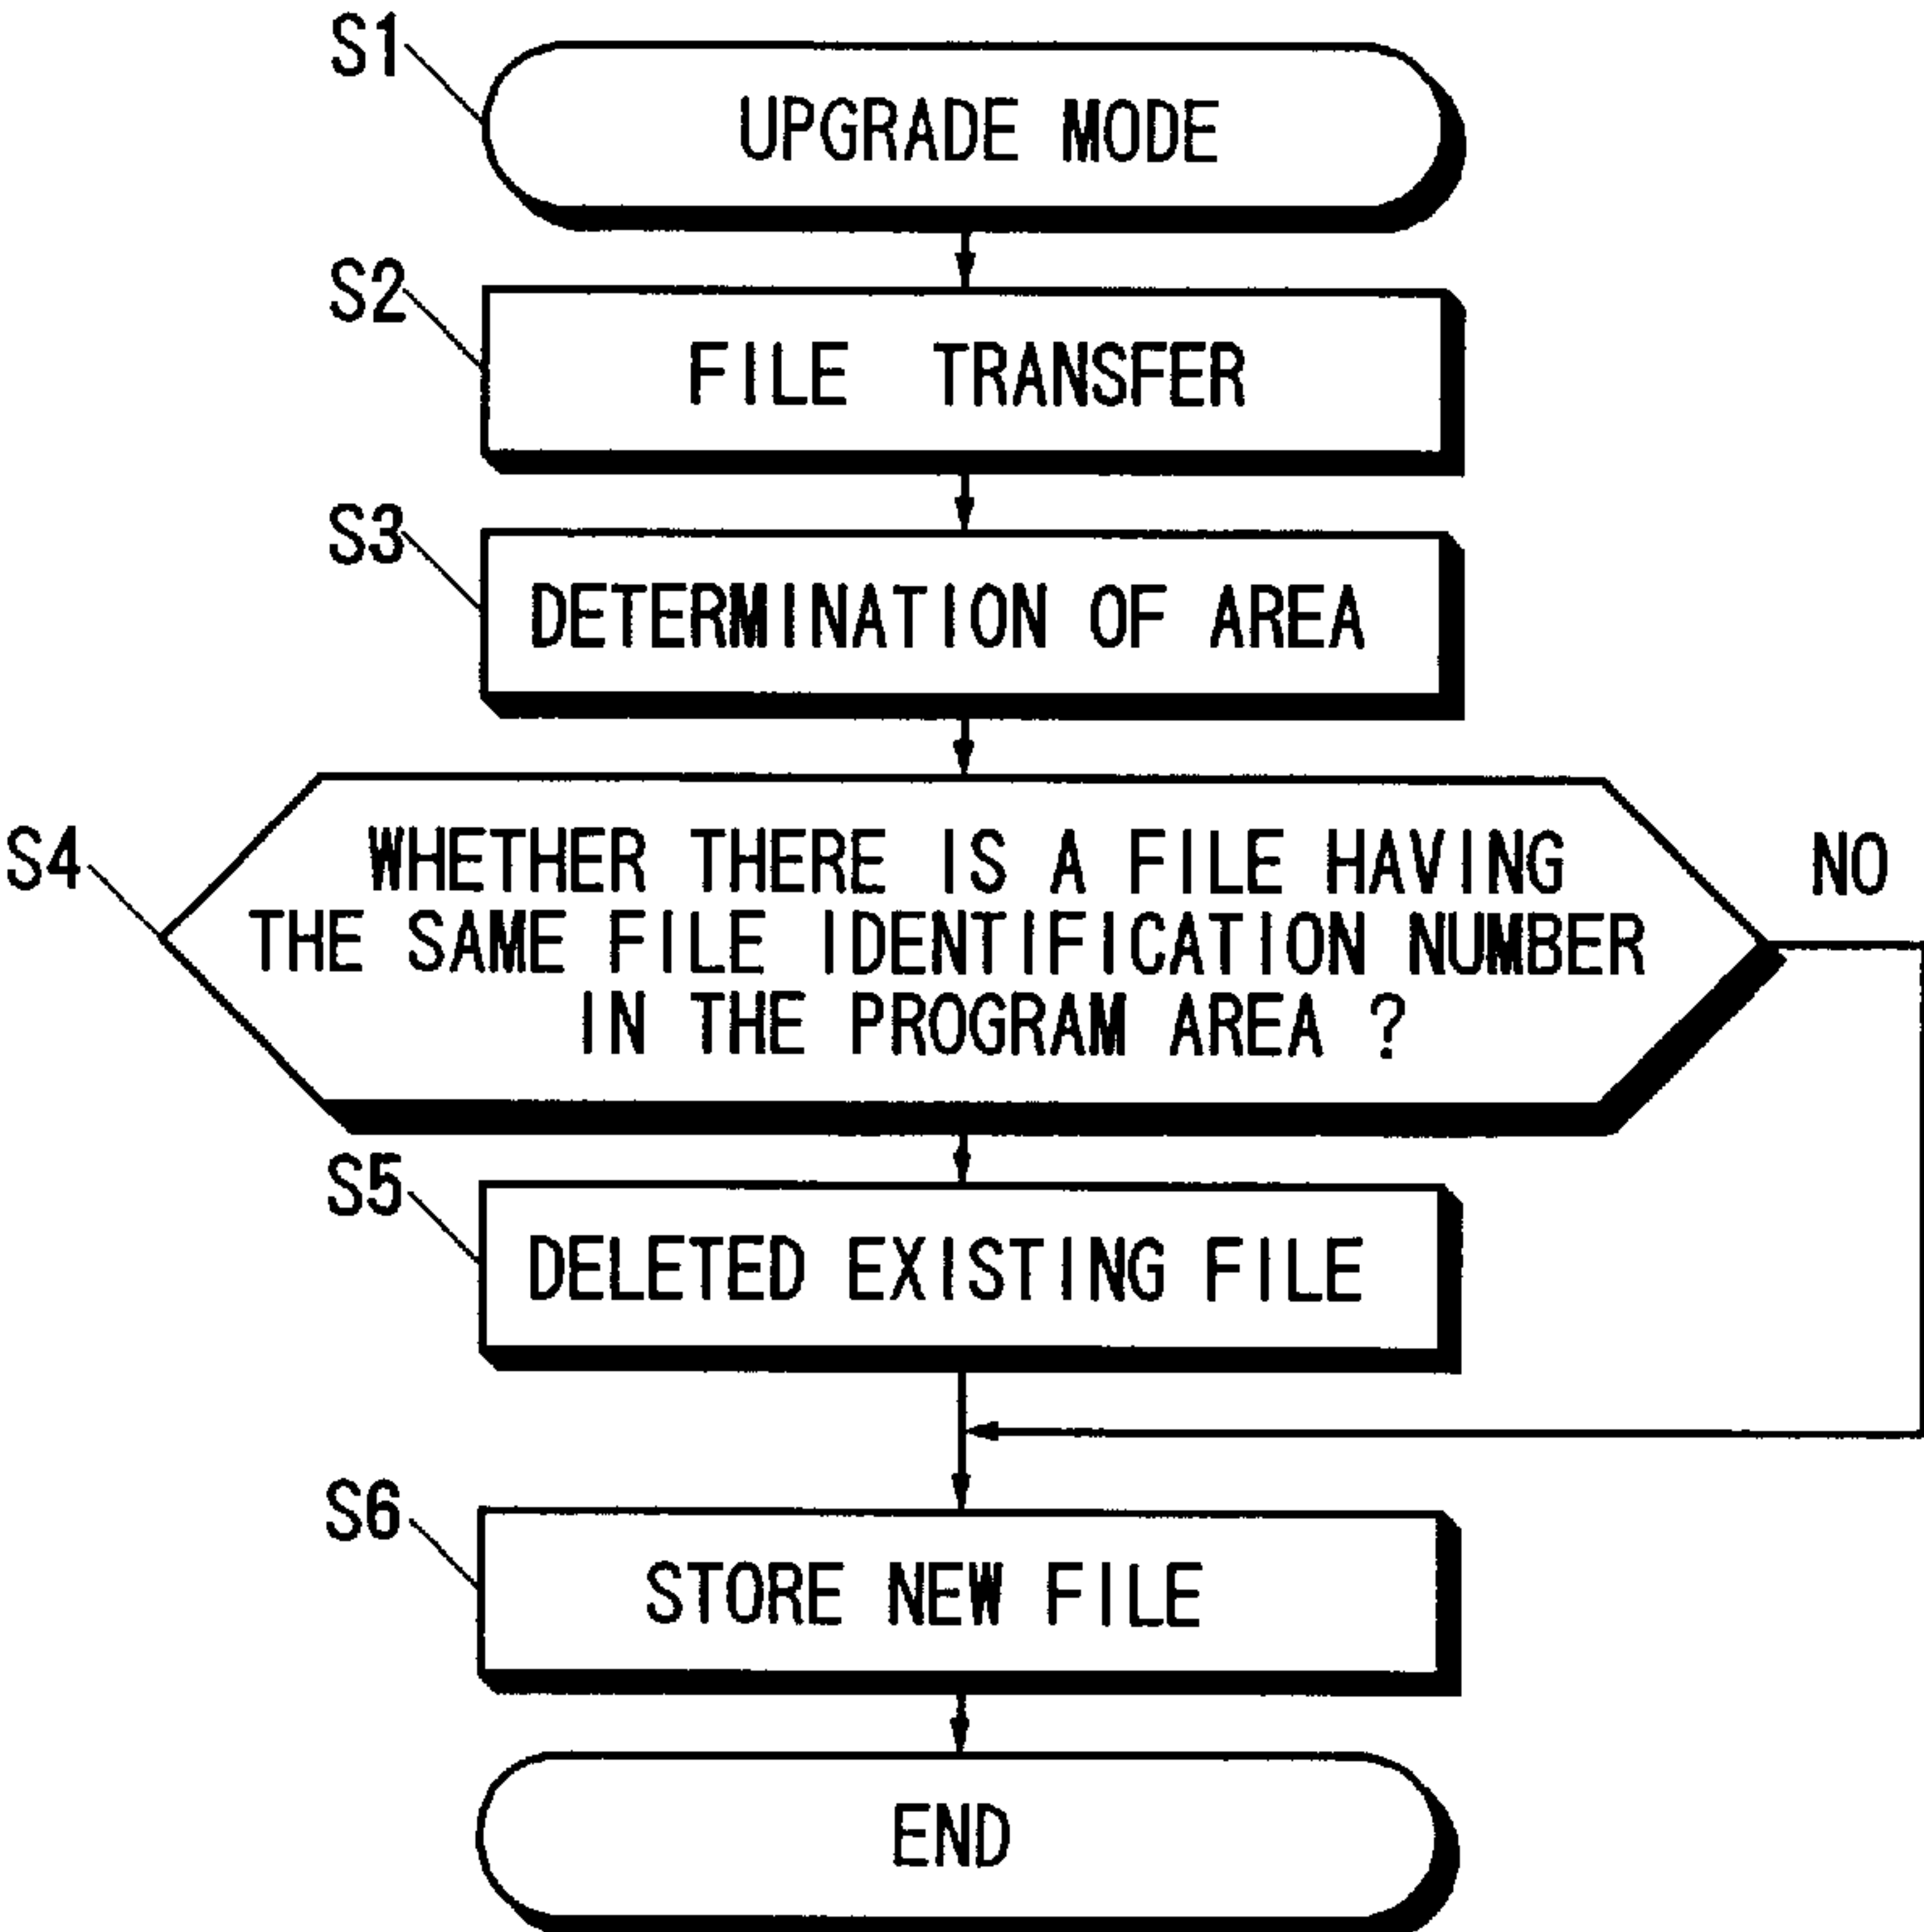 S1
UPGRADE MODE
S2
FILE TRANSFER
S3
DETERMINATION OF AREA
S4
WHETHER THERE IS A FILE HAVING
THE SAME FILE IDENTIFICATION NUMBER
IN THE PROGRAM AREA ?
NO
S5
DELETED EXISTING FILE
S6
STORE NEW FILE
END